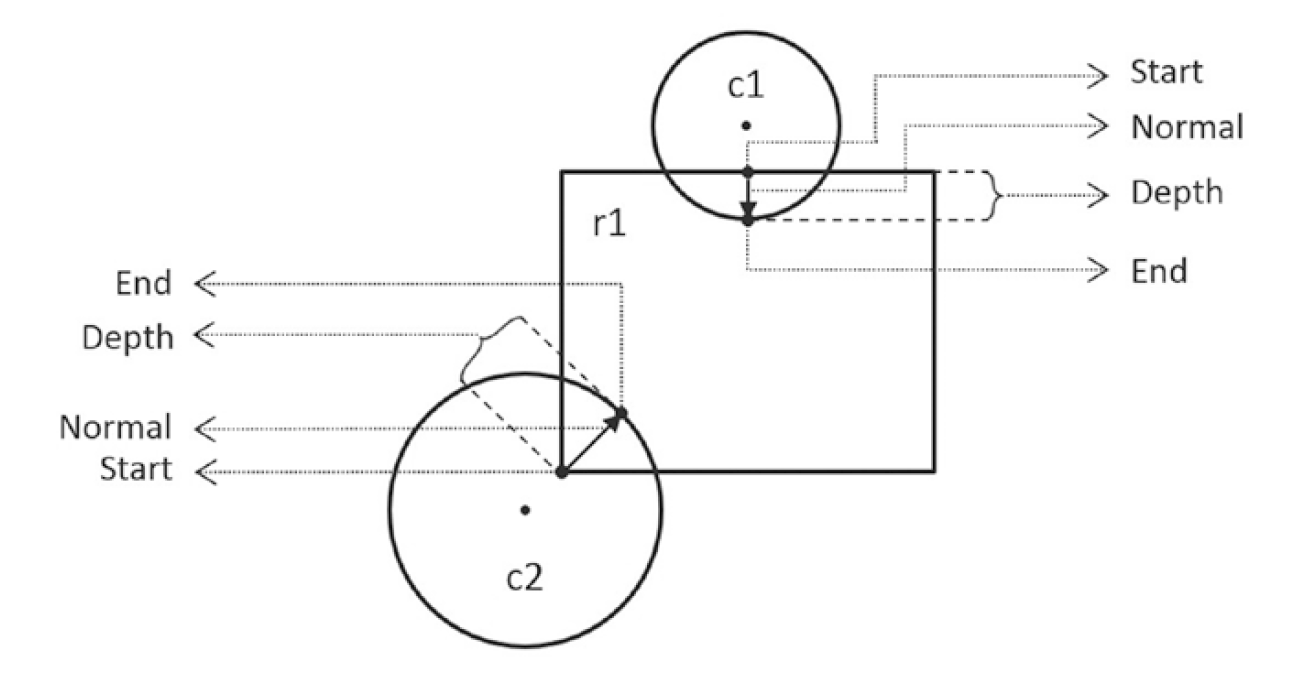 c1
Start
Normal
Depth
r1
End
End
Depth
Normal
Start
c2